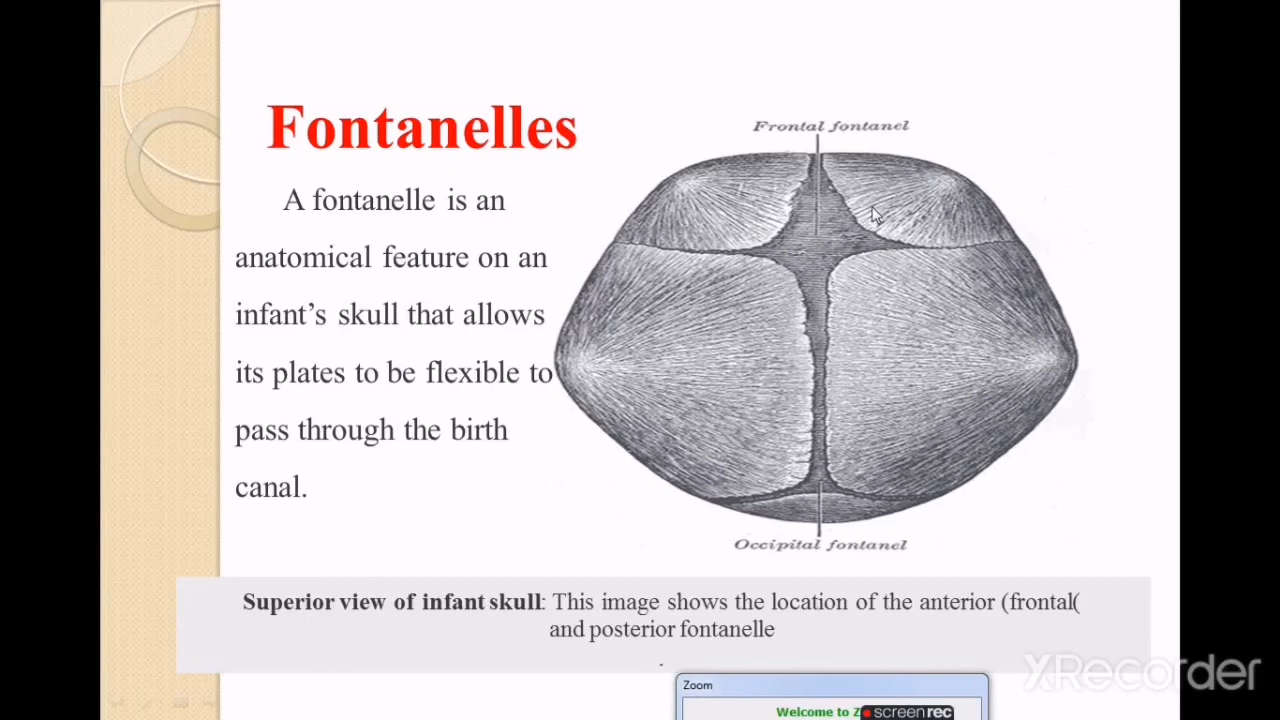 Fontanelles
A fontanelle is an
anatomical feature on an
infant’s skull that allows
its plates to be flexible to
pass through the birth
canal.
Frontal fontanel
Occipital fontanel
Superior view of infant skull: This image shows the location of the anterior (frontal(
and posterior fontanelle
.
Zoom
Welcome to Z
screenrec
XRecorder